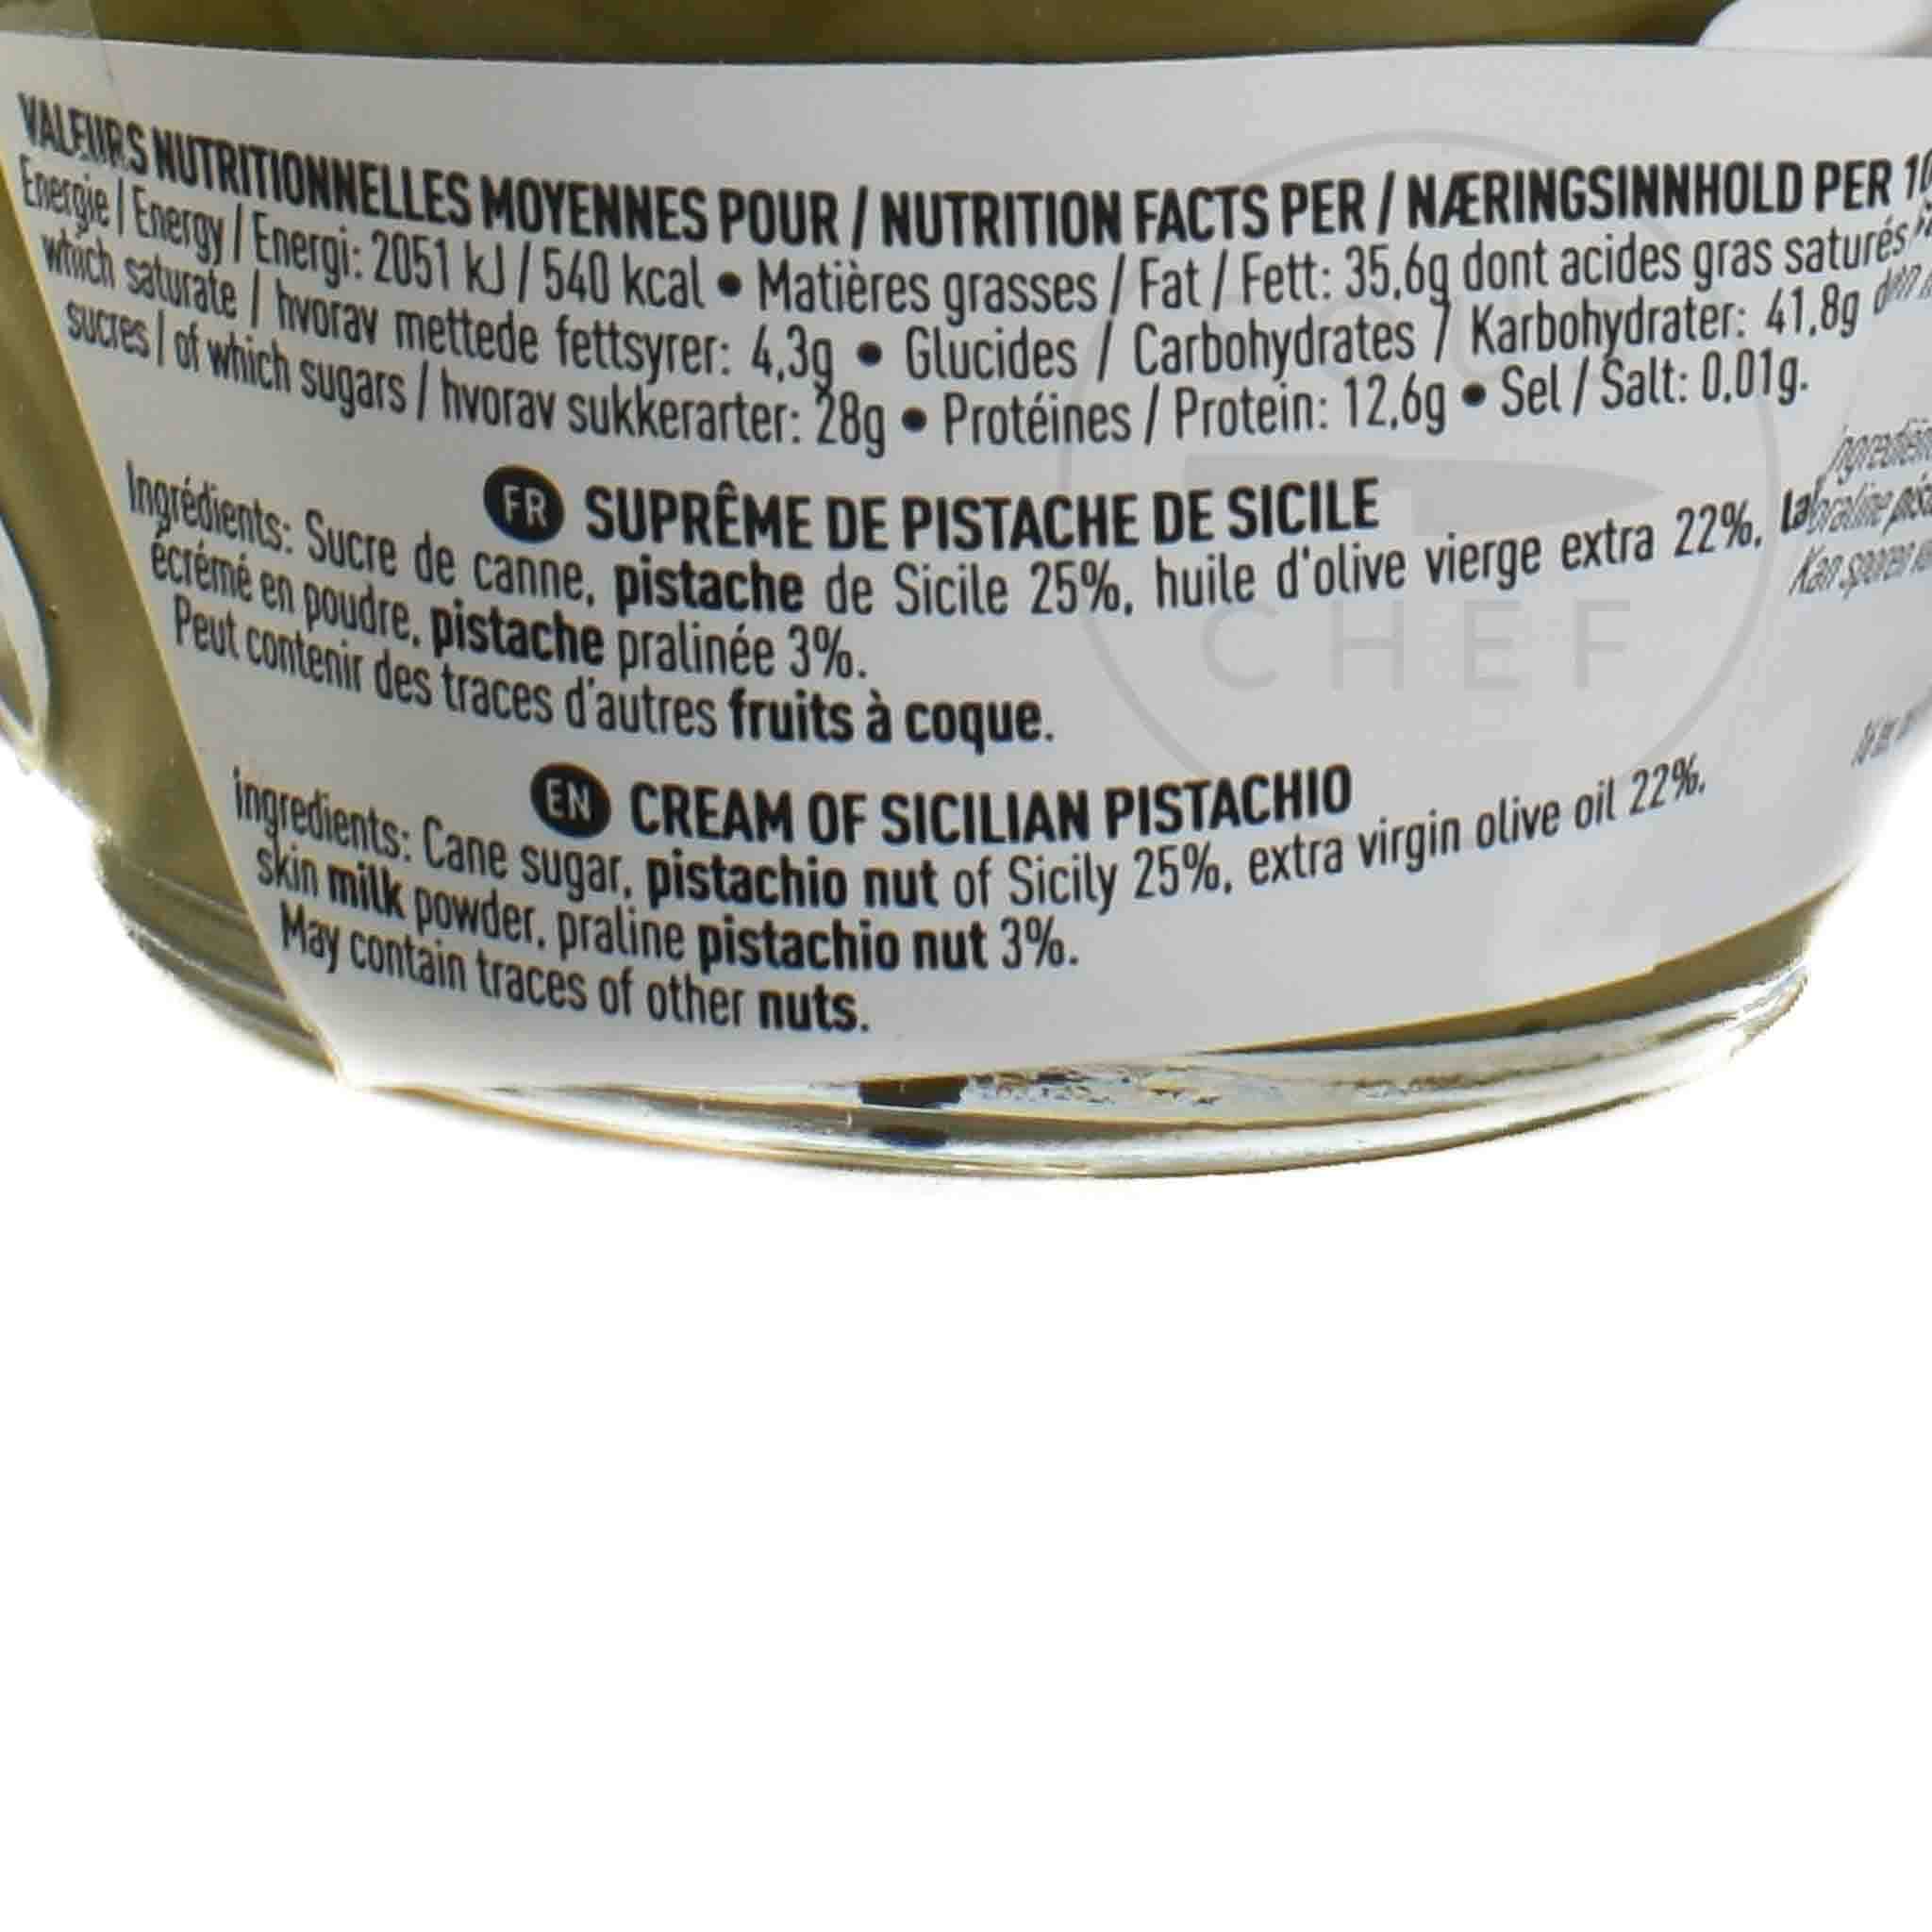 VALEURS NUTRITIONNELLES MOYENNES POUR / NUTRITION FACTS PER / NÆRINGSINNHOLD PER
Energie / Energy / Energi: 2051 kJ / 540 kcal • Matières grasses / Fat / Fett: 35,6g dont acides gras saturés
which saturate / hvorav mettede fettsyrer: 4,3g • Glucides / Carbohydrates / Karbohydrater: 41,8g
sucres / of which sugars / hvorav sukkerarter: 28g • Protéines / Protein: 12,6g • Sel / Salt: 0,01g.
FR SUPRÊME DE PISTACHE DE SICILE
Ingrédients: Sucre de canne, pistache de Sicile 25%, huile d'olive vierge extra 22%,
écrémé en poudre, pistache pralinée 3%.
Peut contenir des traces d'autres fruits à coque.
EN CREAM OF SICILIAN PISTACHIO
ingredients: Cane sugar, pistachio nut of Sicily 25%, extra virgin olive oil 22%,
skin milk powder, praline pistachio nut 3%.
May contain traces of other nuts.
Kan sporen
CHEF